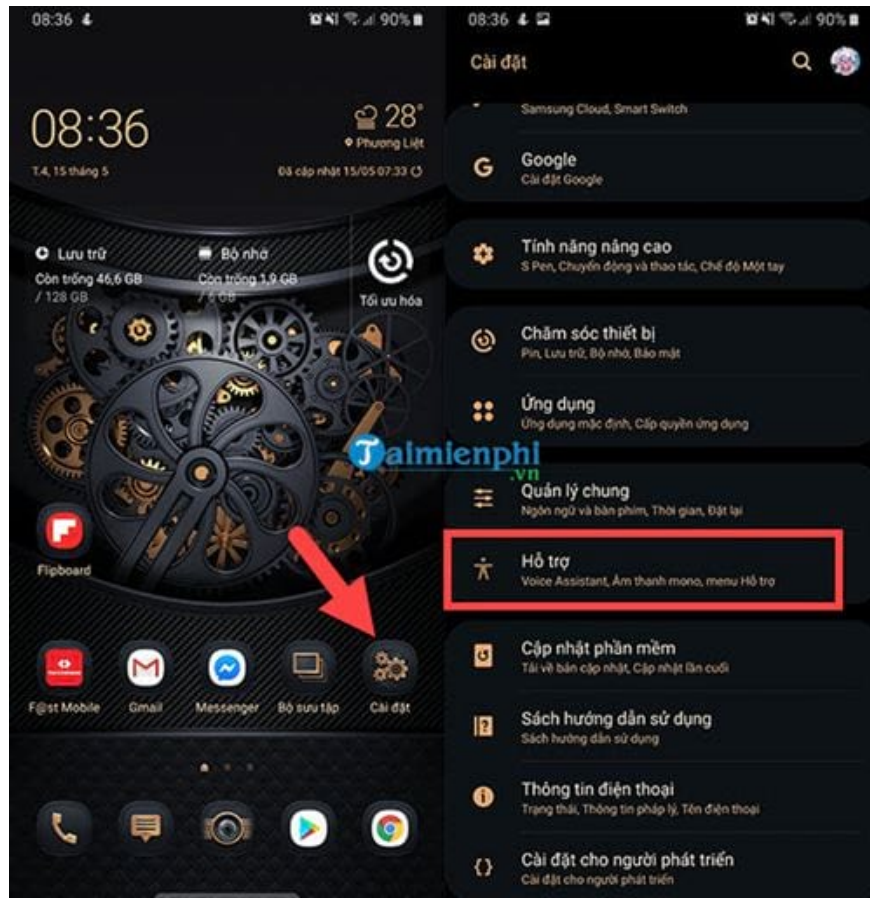 08:36
90%
08:36
28°
Phương Liệt
T.4, 15 tháng 5
Đã cập nhật 15/05 07:33
Lưu trữ
Còn trống 46,6 GB
/ 128 GB
Bộ nhớ
Còn trống 1,9 GB
/ 6 GB
Tối ưu hóa
Flipboard
F@st Mobile
Gmail
Messenger
Bộ sưu tập
Cài đặt
08:36
90%
Cài đặt
Samsung Cloud, Smart Switch
Google
Cài đặt Google
Tính năng nâng cao
S Pen, Chuyển động và thao tác, Chế độ Một tay
Chăm sóc thiết bị
Pin, Lưu trữ, Bộ nhớ, Bảo mật
Ứng dụng
Ứng dụng mặc định, Cấp quyền ứng dụng
Taimienphi
.vn
Quản lý chung
Ngôn ngữ và bàn phím, Thời gian, Đặt lại
Hỗ trợ
Voice Assistant, Âm thanh mono, menu Hỗ trợ
Cập nhật phần mềm
Tải về bản cập nhật, Cập nhật lần cuối
Sách hướng dẫn sử dụng
Sách hướng dẫn sử dụng
Thông tin điện thoại
Trạng thái, Thông tin pháp lý, Tên điện thoại
Cài đặt cho người phát triển
Cài đặt cho người phát triển